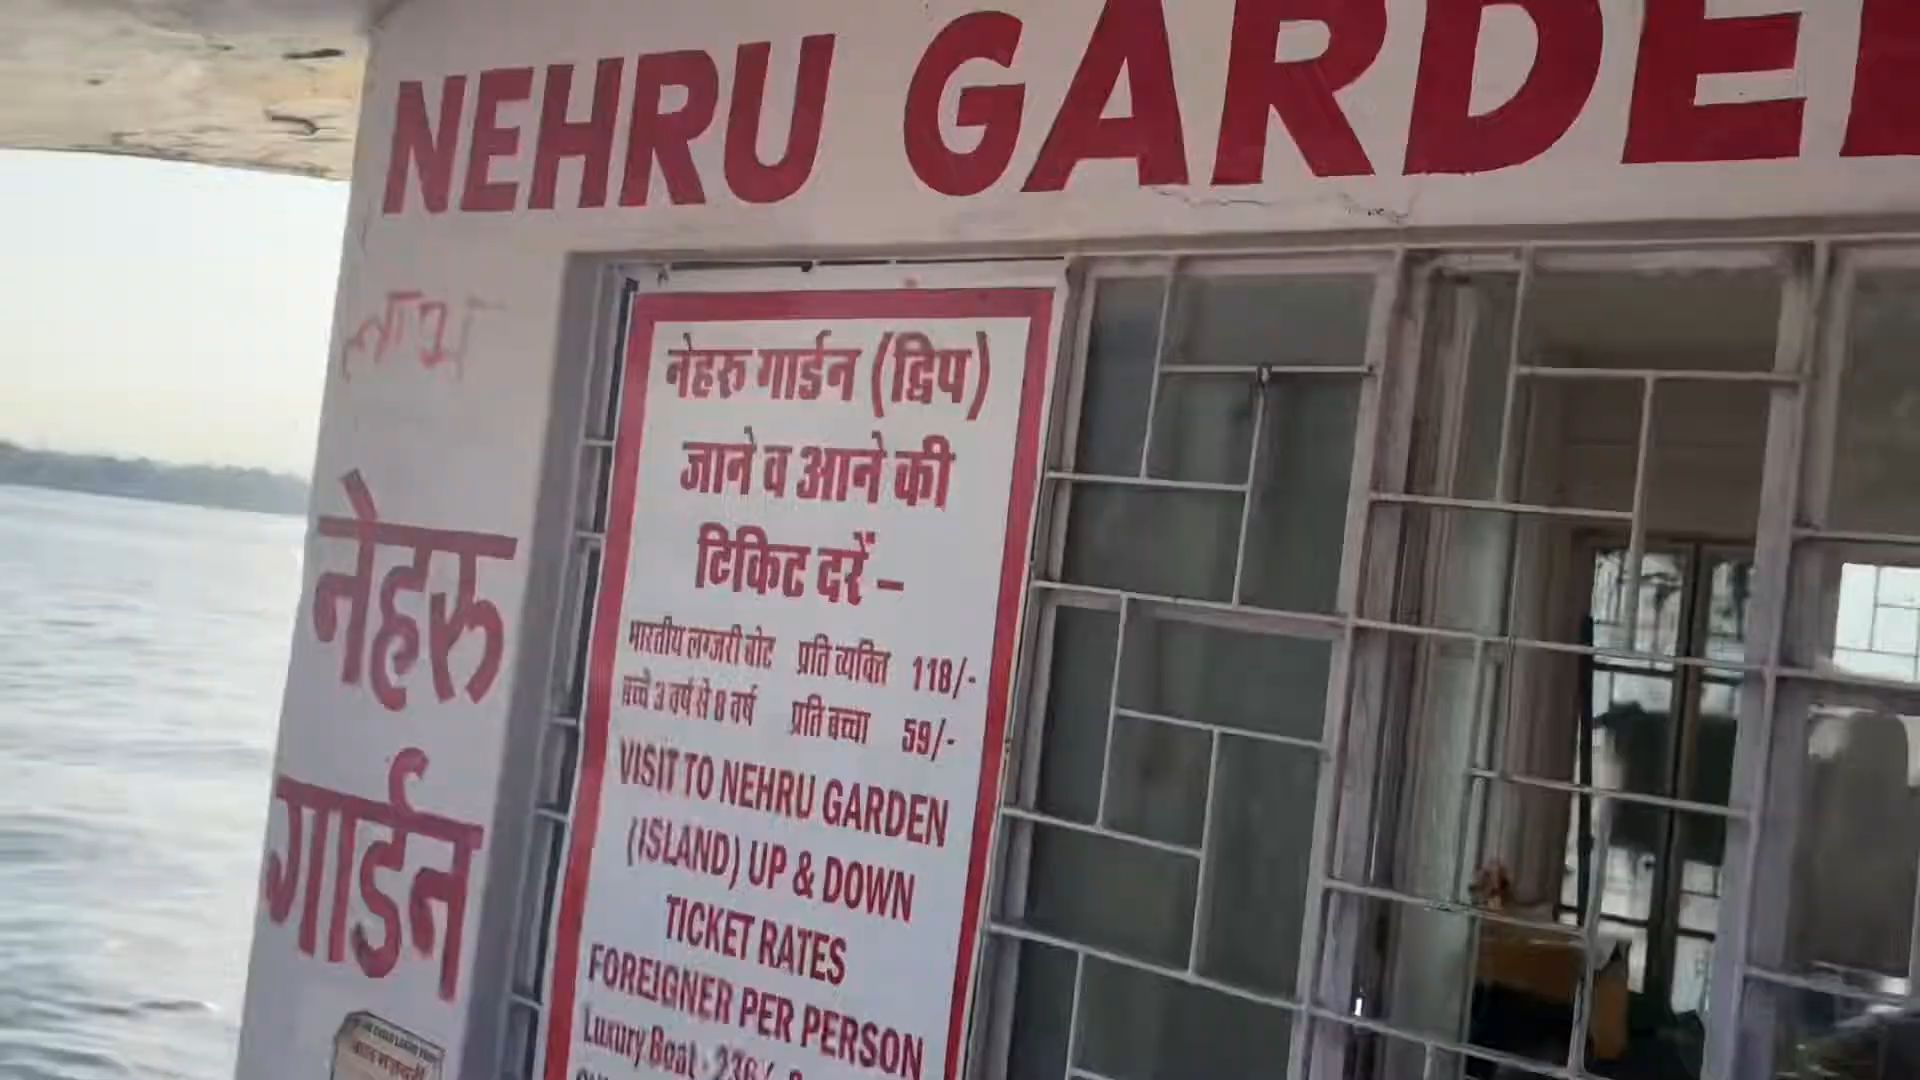 NEHRU GARDE
नेहरु
गार्डन
नेहरु गार्डन (द्विप)
जाने व आने की
टिकिट दरें –
भारतीय लग्जरी बोट प्रति व्यक्ति 118/-
बच्चे 3 वर्ष से 8 वर्ष प्रति बच्चा 59/-
VISIT TO NEHRU GARDEN
(ISLAND) UP & DOWN
TICKET RATES
FOREIGNER PER PERSON
Luxury Boat - 236/-